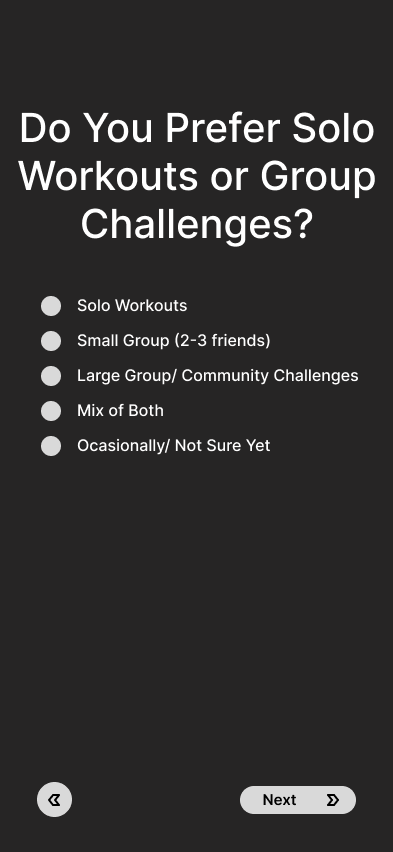 Do You Prefer Solo
Workouts or Group
Challenges?
Solo Workouts
Small Group (2-3 friends)
Large Group/ Community Challenges
Mix of Both
Ocasionally/ Not Sure Yet
Next